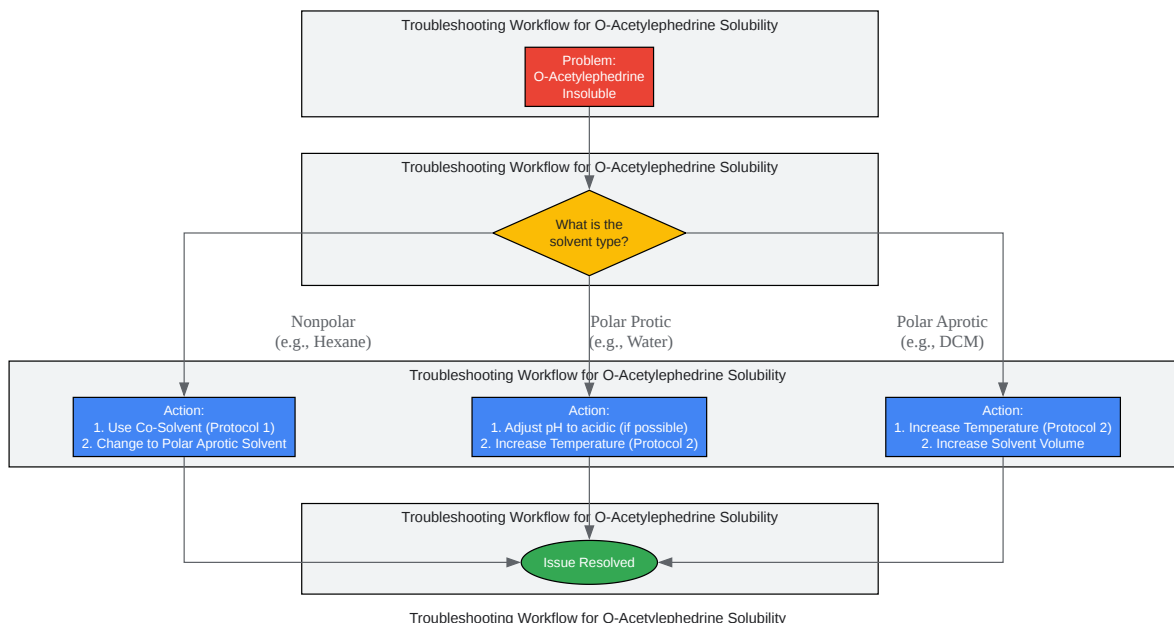 Troubleshooting Workflow for O-Acetylephedrine Solubility
Problem:
O-Acetylephedrine
Insoluble
Troubleshooting Workflow for O-Acetylephedrine Solubility
What is the
solvent type?
Nonpolar
(e.g., Hexane)
Polar Protic
(e.g., Water)
Polar Aprotic
(e.g., DCM)
Troubleshooting Workflow for O-Acetylephedrine Solubility
Action:
1. Use Co-Solvent (Protocol 1)
2. Change to Polar Aprotic Solvent
Action:
1. Adjust pH to acidic (if possible)
2. Increase Temperature (Protocol 2)
Action:
1. Increase Temperature (Protocol 2)
2. Increase Solvent Volume
Troubleshooting Workflow for O-Acetylephedrine Solubility
Issue Resolved
Troubleshooting Workflow for O-Acetylephedrine Solubility